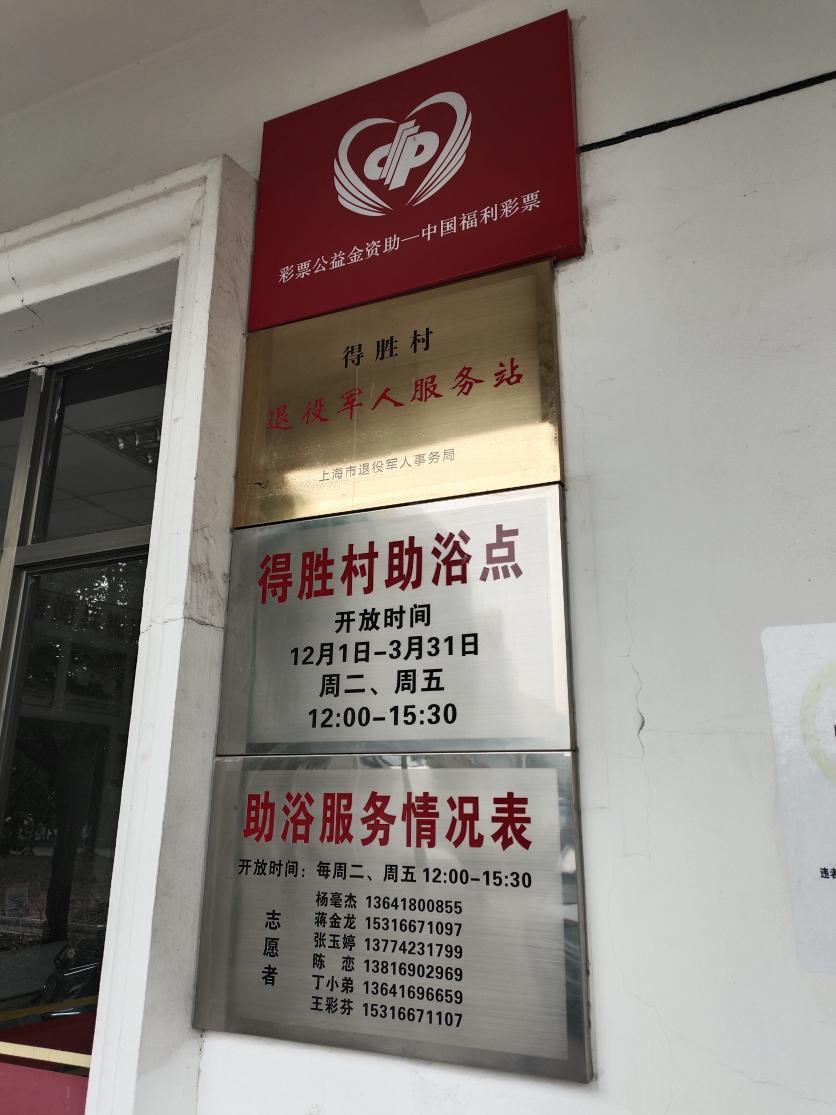 彩票公益金资助—中国福利彩票
得胜村
退役军人服务站
上海市退役军人事务局
得胜村助浴点
开放时间
12月1日-3月31日
周二、周五
12:00-15:30
助浴服务情况表
开放时间：每周二、周五 12:00-15:30
志愿者
杨毫杰 13641800855
蒋金龙 15316671097
张玉婷 13774231799
陈 恋 13816902969
丁小弟 13641696659
王彩芬 15316671107